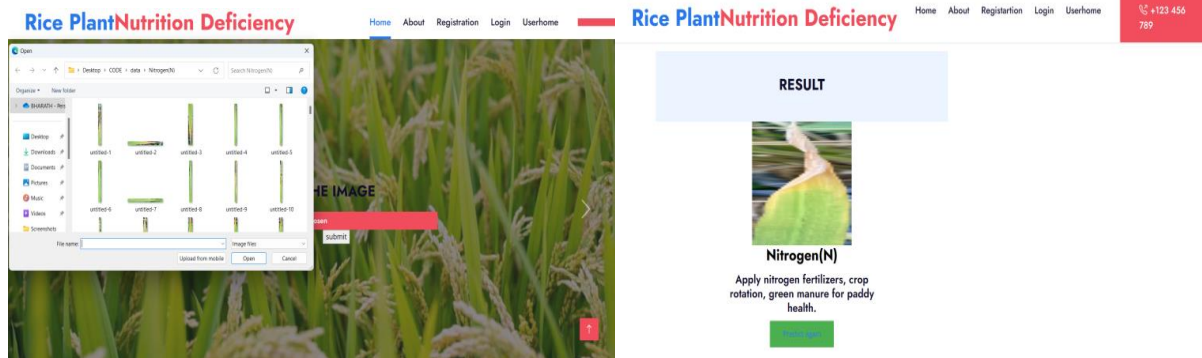 Rice PlantNutrition Deficiency
Home About Registration Login Userhome
Open
Desktop > CODE > data > Nitrogen(N)
Search Nitrogen(N)
Organize New folder
BHARATH - Pers
Desktop
Downloads
Documents
Pictures
Music
Videos
Screenshots
untitled-1 untitled-2 untitled-3 untitled-4 untitled-5
untitled-6 untitled-7 untitled-8 untitled-9 untitled-10
File name:
Image files
Upload from mobile Open Cancel
HE IMAGE
osen
submit
Rice PlantNutrition Deficiency
Home About Registartion Login Userhome
+123 456
789
RESULT
Nitrogen(N)
Apply nitrogen fertilizers, crop
rotation, green manure for paddy
health.